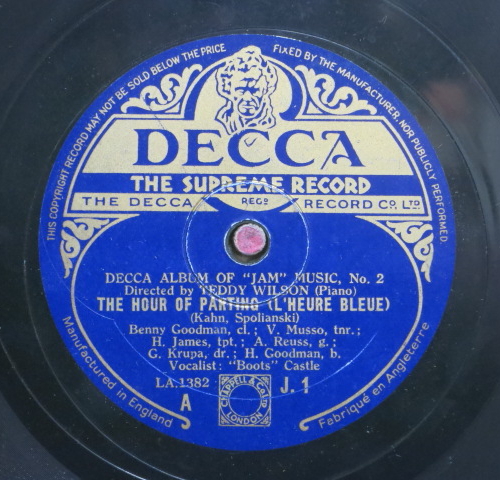 THIS COPYRIGHT RECORD MAY NOT BE SOLD BELOW THE PRICE FIXED BY THE MANUFACTURER, NOR PUBLICLY PERFORMED.
DECCA
THE SUPREME RECORD
THE DECCA REGD RECORD CO. LTD
DECCA ALBUM OF "JAM" MUSIC, No. 2
Directed by TEDDY WILSON (Piano)
THE HOUR OF PARTING (L'HEURE BLEUE)
(Kahn, Spolianski)
Benny Goodman, cl.; V. Musso, tnr.;
H. James, tpt.; A. Reuss, g.;
G. Krupa, dr.; H. Goodman, b.
Vocalist: "Boots" Castle
LA.1382 J. 1
A
CHAPPELL & Co Ltd LONDON
Manufactured in England
Fabriqué en Angleterre